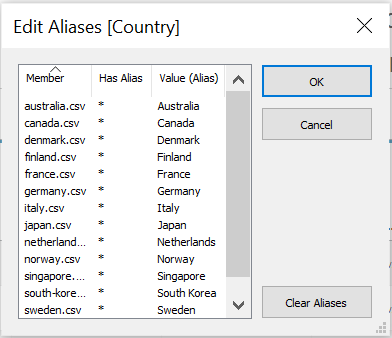 Edit Aliases [Country]
Member Has Alias Value (Alias)
australia.csv * Australia
canada.csv * Canada
denmark.csv * Denmark
finland.csv * Finland
france.csv * France
germany.csv * Germany
italy.csv * Italy
japan.csv * Japan
netherland... * Netherlands
norway.csv * Norway
singapore.... * Singapore
south-kore... * South Korea
sweden.csv * Sweden
OK
Cancel
Clear Aliases